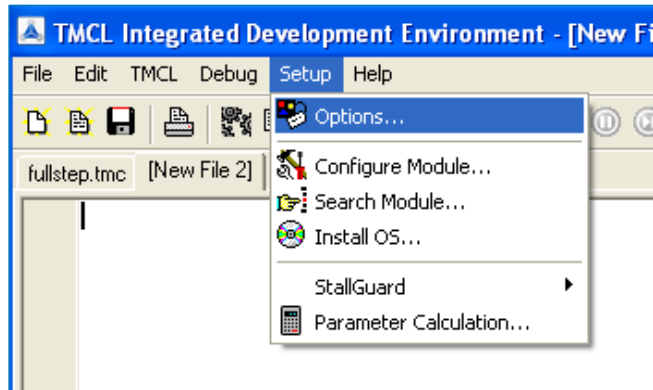 TMCL Integrated Development Environment - [New Fi
File Edit TMCL Debug Setup Help
Options...
fullstep.tmc [New File 2]
Configure Module...
Search Module...
Install OS...
StallGuard
Parameter Calculation...